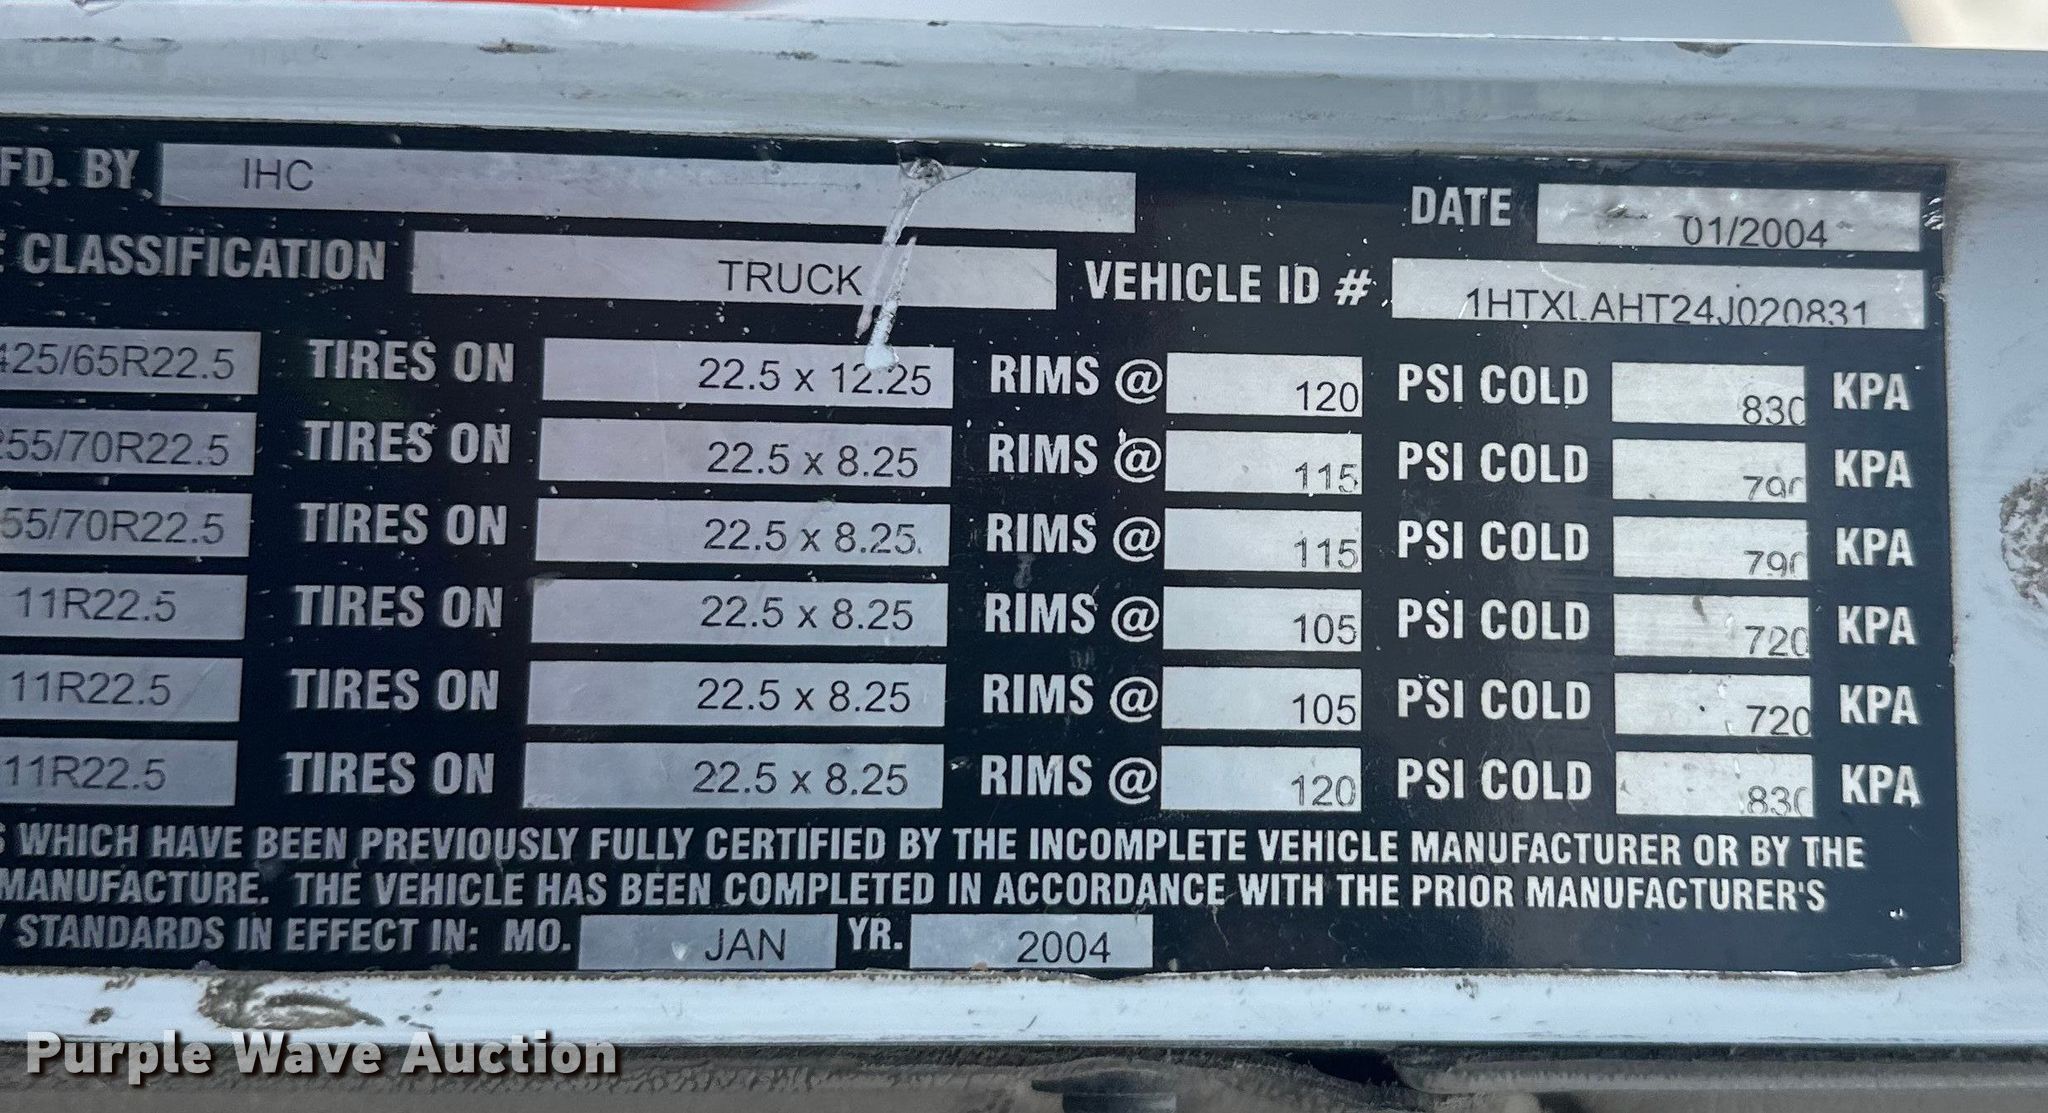 FD. BY IHC DATE 01/2004
E CLASSIFICATION TRUCK VEHICLE ID # 1HTXLAHT24J020831
425/65R22.5 TIRES ON 22.5 x 12.25 RIMS @ 120 PSI COLD 830 KPA
255/70R22.5 TIRES ON 22.5 x 8.25 RIMS @ 115 PSI COLD 790 KPA
55/70R22.5 TIRES ON 22.5 x 8.25 RIMS @ 115 PSI COLD 790 KPA
11R22.5 TIRES ON 22.5 x 8.25 RIMS @ 105 PSI COLD 720 KPA
11R22.5 TIRES ON 22.5 x 8.25 RIMS @ 105 PSI COLD 720 KPA
11R22.5 TIRES ON 22.5 x 8.25 RIMS @ 120 PSI COLD 830 KPA
S WHICH HAVE BEEN PREVIOUSLY FULLY CERTIFIED BY THE INCOMPLETE VEHICLE MANUFACTURER OR BY THE
MANUFACTURE. THE VEHICLE HAS BEEN COMPLETED IN ACCORDANCE WITH THE PRIOR MANUFACTURER'S
Y STANDARDS IN EFFECT IN: MO. JAN YR. 2004
Purple Wave Auction